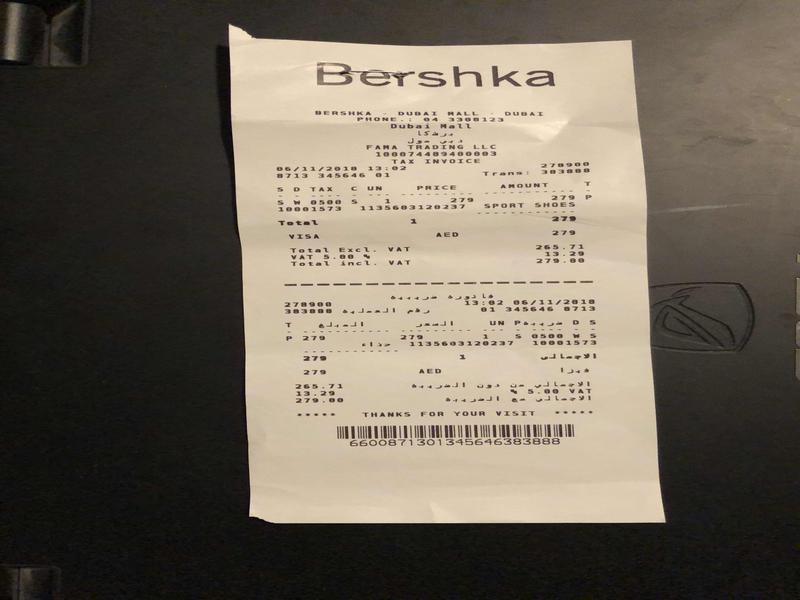 Bershka
BERSHKA - DUBAI MALL - DUBAI
PHONE.: 04 3308123
Dubai Mall
برشكا
دبي مول
FAMA TRADING LLC
100074409400003
TAX INVOICE
06/11/2018 13:02 278900
8713 345646 01 Trans: 383888
S D TAX C UN PRICE AMOUNT T
S W 0500 S 1 279 279 P
10001573 1135603120237 SPORT SHOES
Total 1 279
VISA AED 279
Total Excl. VAT 265.71
VAT 5.00 % 13.29
Total incl. VAT 279.00
فاتورة ضريبية
278900 13:02 06/11/2018
383888 رقم العملية 01 345646 8713
T المبلغ السعر UN ضريبة D S
P 279 279 1 S 0500 W S
حذاء 1135603120237 10001573
279 1 الاجمالي
279 AED فيزا
265.71 الاجمالي من دون الضريبة
13.29 % 5.00 VAT
279.00 الاجمالي مع الضريبة
***** THANKS FOR YOUR VISIT *****
6600871301345646383888